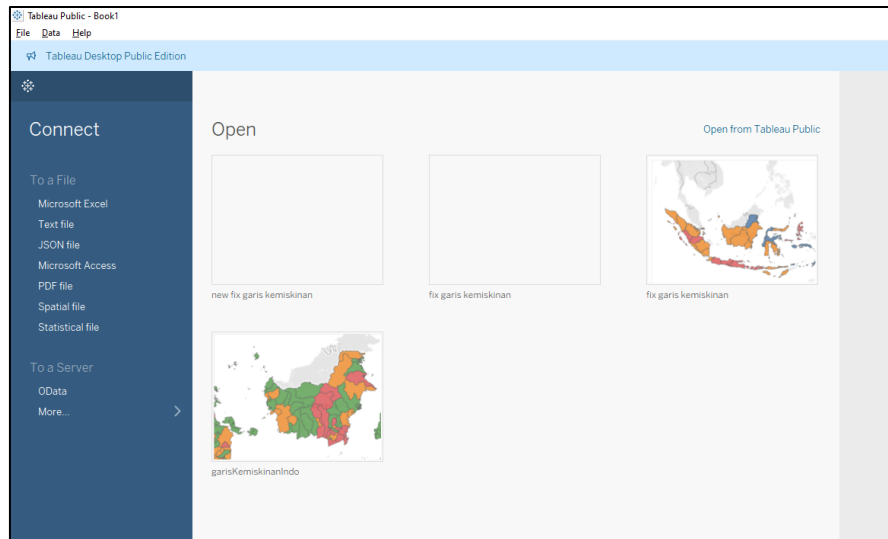 Tableau Public - Book1
File Data Help
Tableau Desktop Public Edition
Connect
To a File
Microsoft Excel
Text file
JSON file
Microsoft Access
PDF file
Spatial file
Statistical file
To a Server
OData
More...
Open
Open from Tableau Public
new fix garis kemiskinan
fix garis kemiskinan
fix garis kemiskinan
garisKemiskinanIndo